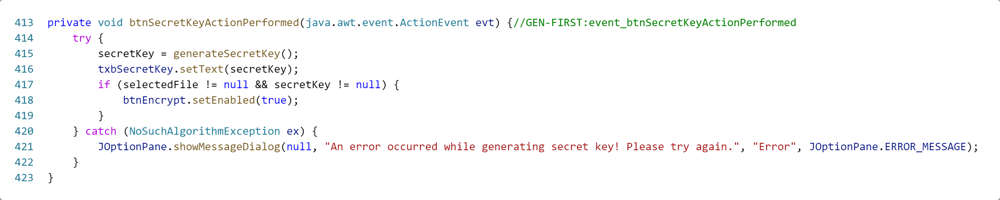 413 private void btnSecretKeyActionPerformed(java.awt.event.ActionEvent evt) {//GEN-FIRST:event_btnSecretKeyActionPerformed
414     try {
415         secretKey = generateSecretKey();
416         txbSecretKey.setText(secretKey);
417         if (selectedFile != null && secretKey != null) {
418             btnEncrypt.setEnabled(true);
419         }
420     } catch (NoSuchAlgorithmException ex) {
421         JOptionPane.showMessageDialog(null, "An error occurred while generating secret key! Please try again.", "Error", JOptionPane.ERROR_MESSAGE);
422     }
423 }